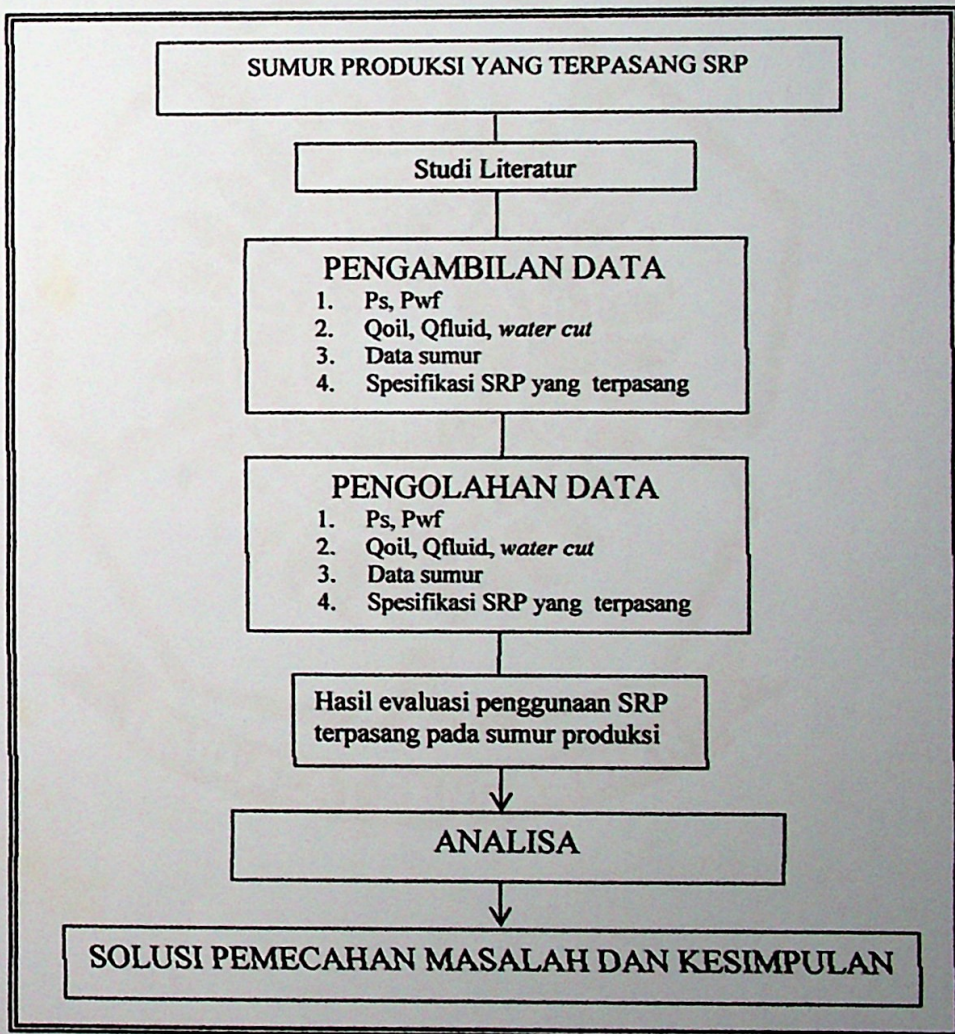 SUMUR PRODUKSI YANG TERPASANG SRP
Studi Literatur
PENGAMBILAN DATA
1. Ps, Pwf
2. Qoil, Qfluid, water cut
3. Data sumur
4. Spesifikasi SRP yang terpasang
PENGOLAHAN DATA
1. Ps, Pwf
2. Qoil, Qfluid, water cut
3. Data sumur
4. Spesifikasi SRP yang terpasang
Hasil evaluasi penggunaan SRP
terpasang pada sumur produksi
ANALISA
SOLUSI PEMECAHAN MASALAH DAN KESIMPULAN